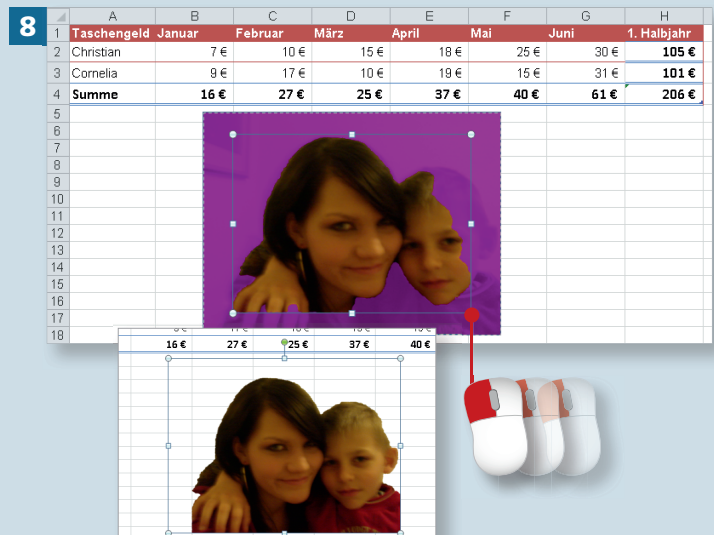 8
A B C D E F G H
1 Taschengeld Januar Februar März April Mai Juni 1. Halbjahr
2 Christian 7 € 10 € 15 € 18 € 25 € 30 € 105 €
3 Cornelia 9 € 17 € 10 € 19 € 15 € 31 € 101 €
4 Summe 16 € 27 € 25 € 37 € 40 € 61 € 206 €
5
6
7
8
9
10
11
12
13
14
15
16
17
18
16 € 27 € 25 € 37 € 40 €